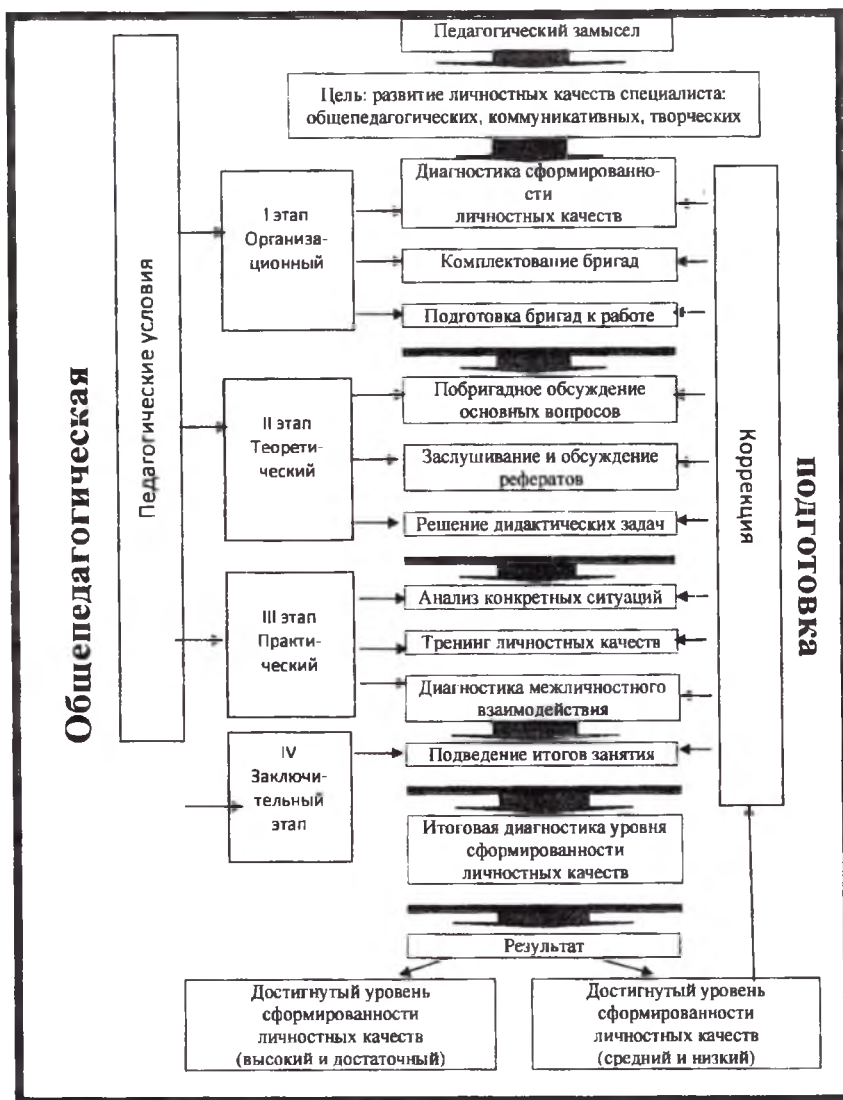 Педагогический замысел
Цель: развитие личностных качеств специалиста:
общепедагогических, коммуникативных, творческих
Общепедагогическая
Педагогические условия
I этап
Организа-
ционный
Диагностика сформированно-
сти
личностных качеств
Комплектование бригад
Подготовка бригад к работе
II этап
Теорети-
ческий
Побригадное обсуждение
основных вопросов
Заслушивание и обсуждение
рефератов
Решение дидактических задач
III этап
Практи-
ческий
Анализ конкретных ситуаций
Тренинг личностных качеств
Диагностика межличностного
взаимодействия
IV
Заключи-
тельный
этап
Подведение итогов занятия
Коррекция
подготовка
Итоговая диагностика уровня
сформированности
личностных качеств
Результат
Достигнутый уровень
сформированности
личностных качеств
(высокий и достаточный)
Достигнутый уровень
сформированности
личностных качеств
(средний и низкий)